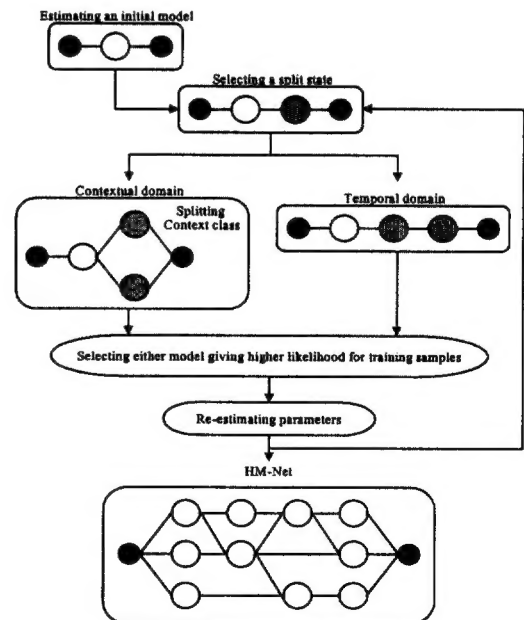 Estimating an initial model
Selecting a split state
Contextual domain
Splitting
Context class
Temporal domain
Selecting either model giving higher likelihood for training samples
Re-estimating parameters
HM-Net